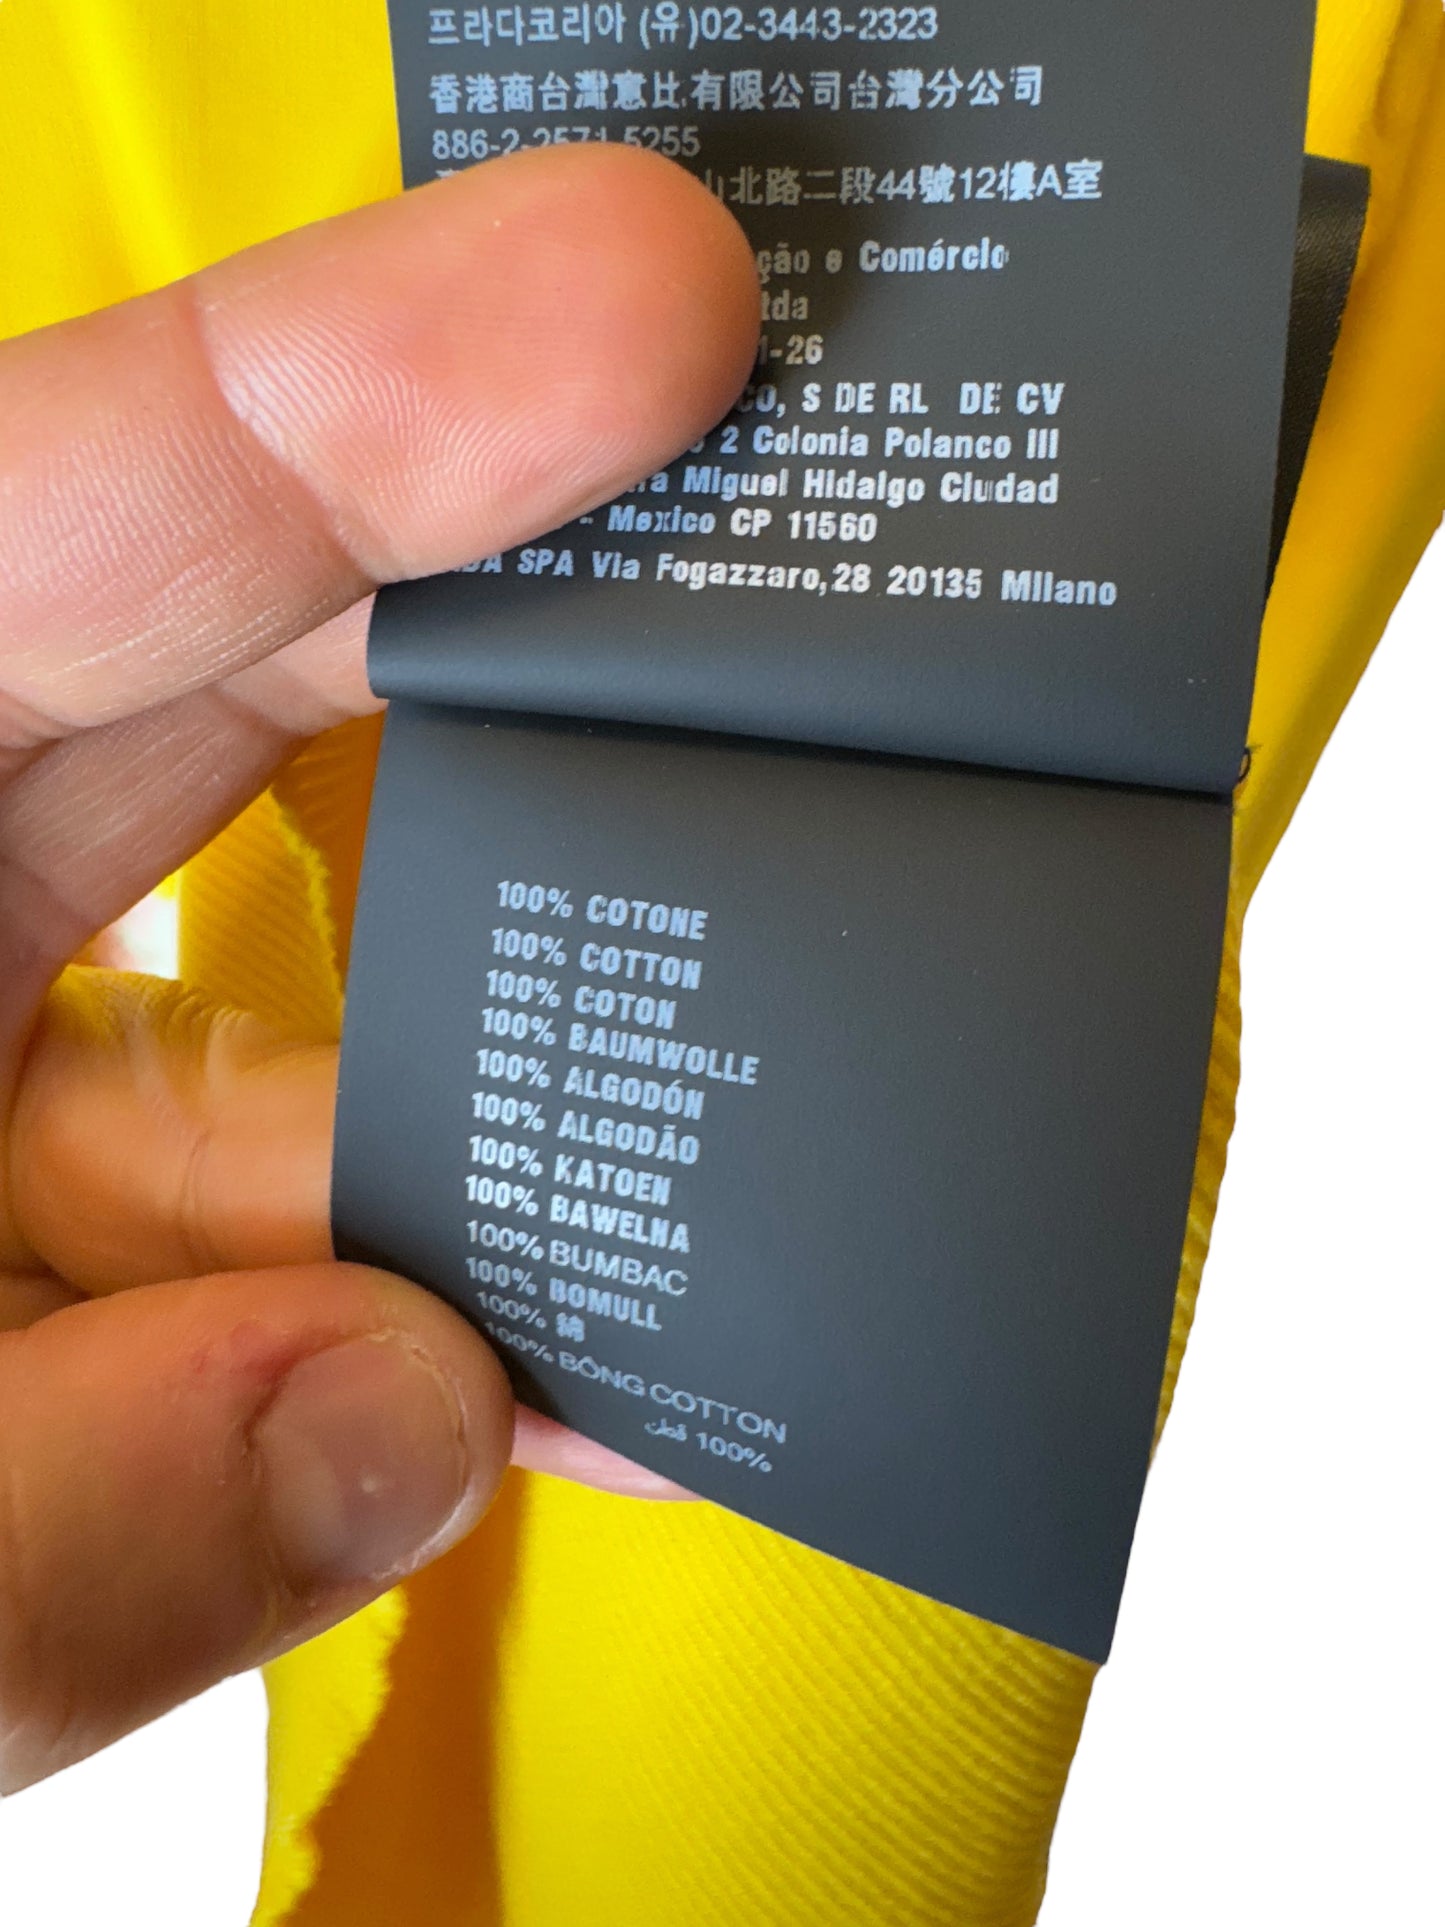 프라다코리아 (유)02-3443-2323
香港商台灣意比有限公司台灣分公司
886-2-2571-5255
山北路二段44號12樓A室
ção e Comércio
ltda
1-26
CO, S DE RL DE CV
2 Colonia Polanco III
Miguel Hidalgo Ciudad
- Mexico CP 11560
SPA Via Fogazzaro,28 20135 Milano
100% COTONE
100% COTTON
100% COTON
100% BAUMWOLLE
100% ALGODÓN
100% ALGODÃO
100% KATOEN
100% BAWEŁNA
100% BUMBAC
100% BOMULL
100% 綿
100% BÔNG COTTON
100% قطن